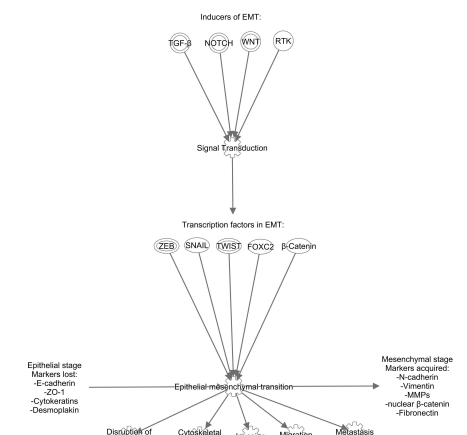 Inducers of EMT:
TGF-β NOTCH WNT RTK
Signal Transduction
Transcription factors in EMT:
ZEB SNAIL TWIST FOXC2 β-Catenin
Epithelial stage
Markers lost:
-E-cadherin
-ZO-1
-Cytokeratins
-Desmoplakin
Epithelial mesenchymal transition
Mesenchymal stage
Markers acquired:
-N-cadherin
-Vimentin
-MMPs
-nuclear β-catenin
-Fibronectin
Disruption of Cytoskeletal Migration Metastasis